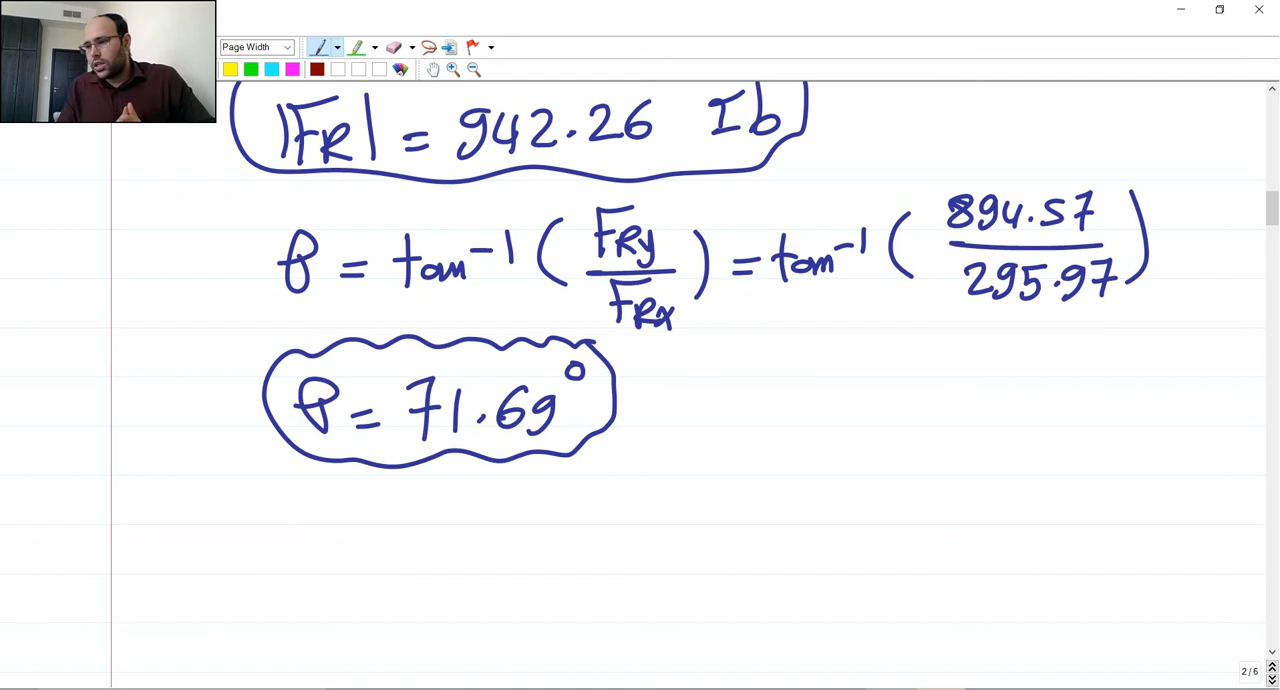 Page Width
|FR| = 942.26 Ib
θ = tan⁻¹ ( FRy / FRx ) = tan⁻¹ ( 894.57 / 295.97 )
θ = 71.69°
2 / 6